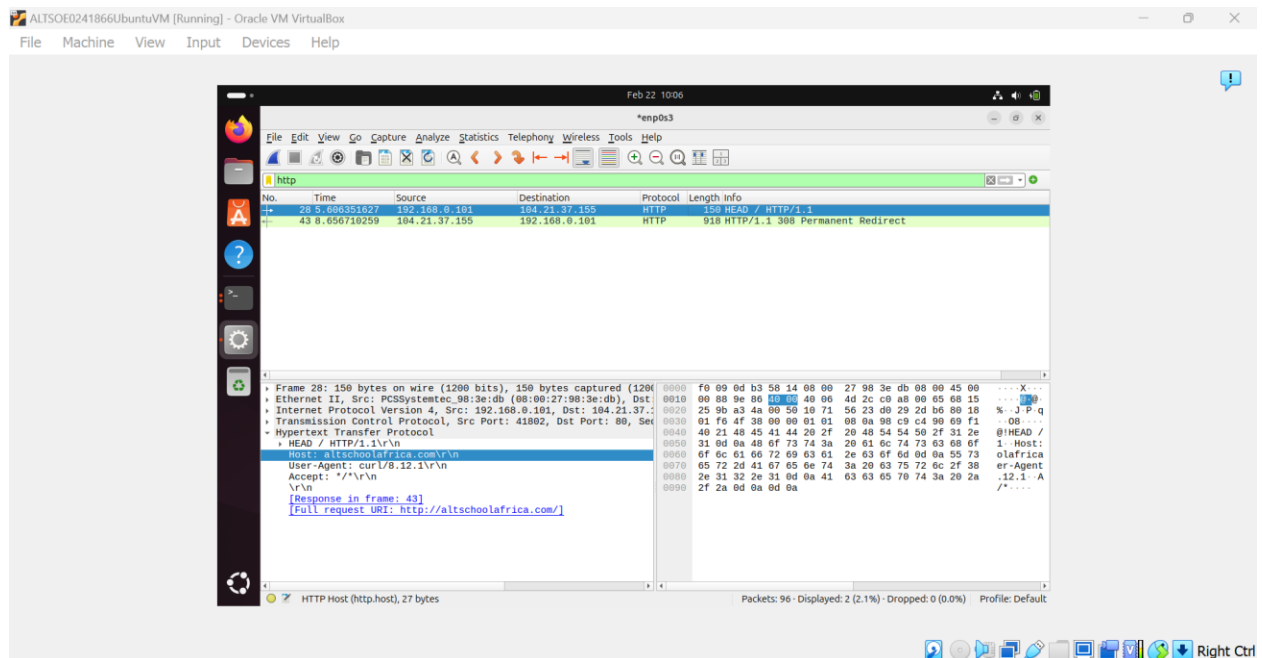 ALTSOE0241866UbuntuVM [Running] - Oracle VM VirtualBox
File Machine View Input Devices Help
Feb 22 10:06
*enp0s3
File Edit View Go Capture Analyze Statistics Telephony Wireless Tools Help
http
No. Time Source Destination Protocol Length Info
28 5.606351627 192.168.0.101 104.21.37.155 HTTP 150 HEAD / HTTP/1.1
43 8.656710259 104.21.37.155 192.168.0.101 HTTP 918 HTTP/1.1 308 Permanent Redirect
Frame 28: 150 bytes on wire (1200 bits), 150 bytes captured (1200
Ethernet II, Src: PCSSystemtec_98:3e:db (08:00:27:98:3e:db), Dst:
Internet Protocol Version 4, Src: 192.168.0.101, Dst: 104.21.37.1
Transmission Control Protocol, Src Port: 41802, Dst Port: 80, Seq
Hypertext Transfer Protocol
HEAD / HTTP/1.1\r\n
Host: altschoolafrica.com\r\n
User-Agent: curl/8.12.1\r\n
Accept: */*\r\n
\r\n
[Response in frame: 43]
[Full request URI: http://altschoolafrica.com/]
0000 f0 09 0d b3 58 14 08 00 27 98 3e db 08 00 45 00 ····X···
0010 00 88 9e 86 40 00 40 06 4d 2c c0 a8 00 65 68 15 ····@·@·
0020 25 9b a3 4a 00 50 10 71 56 23 d0 29 2d b6 80 18 %··J·P·q
0030 01 f6 4f 38 00 00 01 01 08 0a 98 c9 c4 90 69 f1 ··O8····
0040 40 21 48 45 41 44 20 2f 20 48 54 54 50 2f 31 2e @!HEAD /
0050 31 0d 0a 48 6f 73 74 3a 20 61 6c 74 73 63 68 6f 1··Host:
0060 6f 6c 61 66 72 69 63 61 2e 63 6f 6d 0d 0a 55 73 olafrica
0070 65 72 2d 41 67 65 6e 74 3a 20 63 75 72 6c 2f 38 er-Agent
0080 2e 31 32 2e 31 0d 0a 41 63 63 65 70 74 3a 20 2a .12.1··A
0090 2f 2a 0d 0a 0d 0a /*····
HTTP Host (http.host), 27 bytes Packets: 96 · Displayed: 2 (2.1%) · Dropped: 0 (0.0%) Profile: Default
Right Ctrl